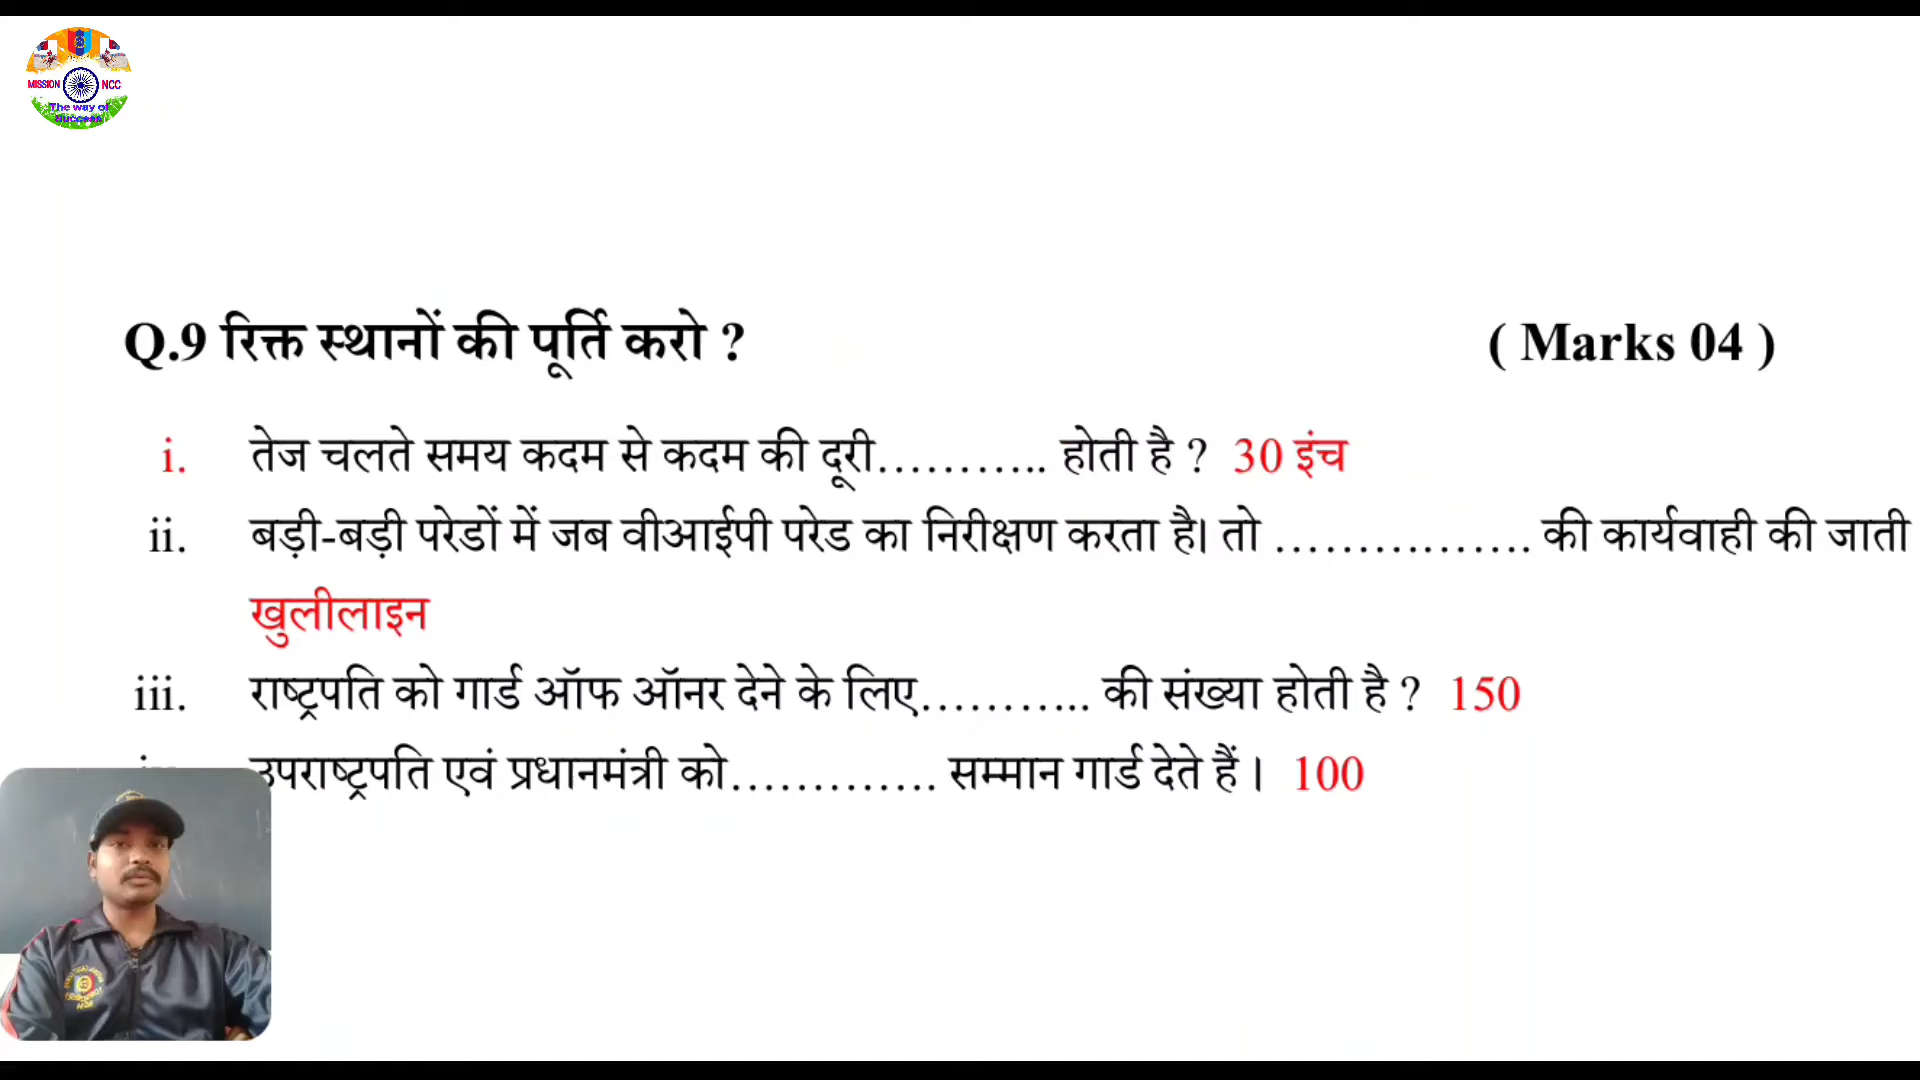 MISSION NCC
The way of
Success
Q.9 रिक्त स्थानों की पूर्ति करो ? ( Marks 04 )
i. तेज चलते समय कदम से कदम की दूरी……….. होती है ? 30 इंच
ii. बड़ी-बड़ी परेडों में जब वीआईपी परेड का निरीक्षण करता है। तो ……………. की कार्यवाही की जाती
खुलीलाइन
iii. राष्ट्रपति को गार्ड ऑफ ऑनर देने के लिए……….. की संख्या होती है ? 150
उपराष्ट्रपति एवं प्रधानमंत्री को…………. सम्मान गार्ड देते हैं । 100